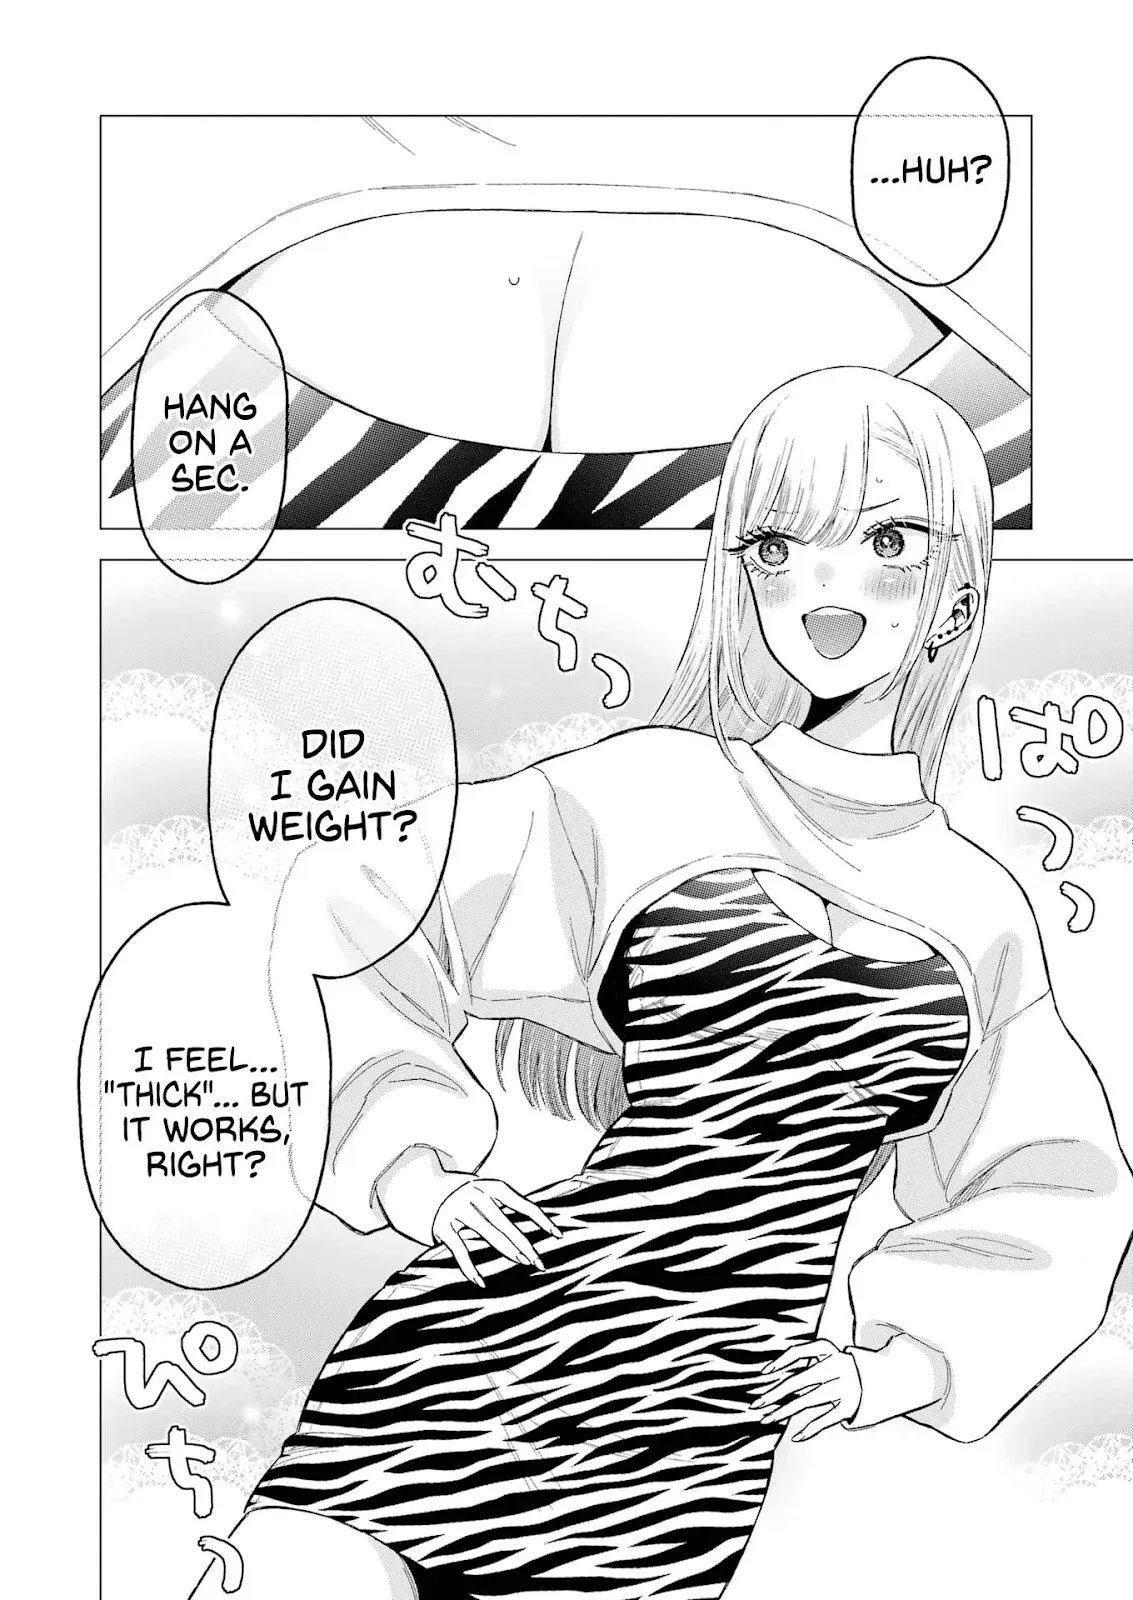 ...HUH?
HANG
ON A
SEC.
むちっ
DID
I GAIN
WEIGHT?
ぱつっ
I FEEL...
"THICK"... BUT
IT WORKS,
RIGHT?
ぴちっ